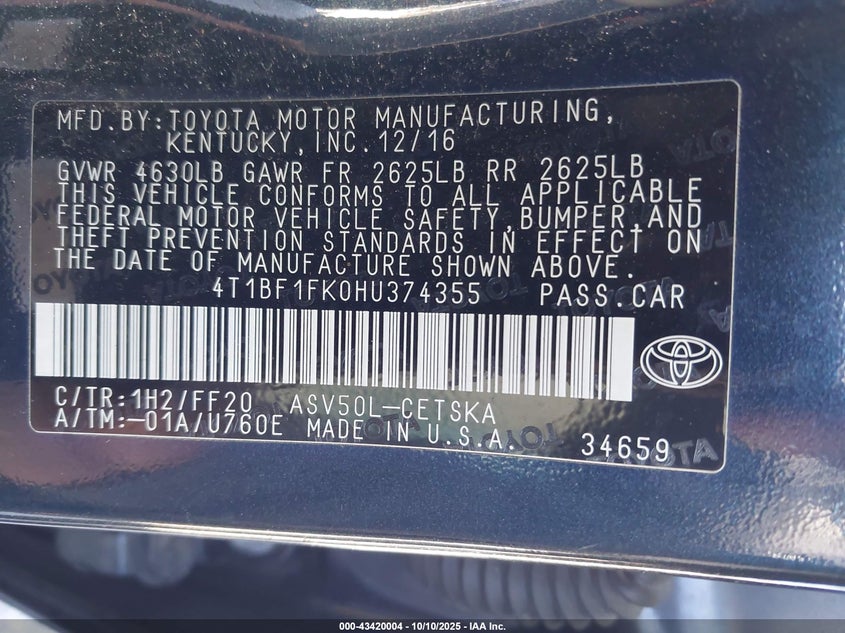 MFD.BY:TOYOTA MOTOR MANUFACTURING,
KENTUCKY,INC.12/16
GVWR 4630LB GAWR FR 2625LB RR 2625LB
THIS VEHICLE CONFORMS TO ALL APPLICABLE
FEDERAL MOTOR VEHICLE SAFETY,BUMPER,AND
THEFT PREVENTION STANDARDS IN EFFECT ON
THE DATE OF MANUFACTURE SHOWN ABOVE.
4T1BF1FK0HU374355 PASS.CAR
C/TR:1H2/FF20 ASV50L-CETSKA
A/TM:-01A/U760E MADE IN U.S.A.
34659
000-43420004 - 10/10/2025 - IAA Inc.